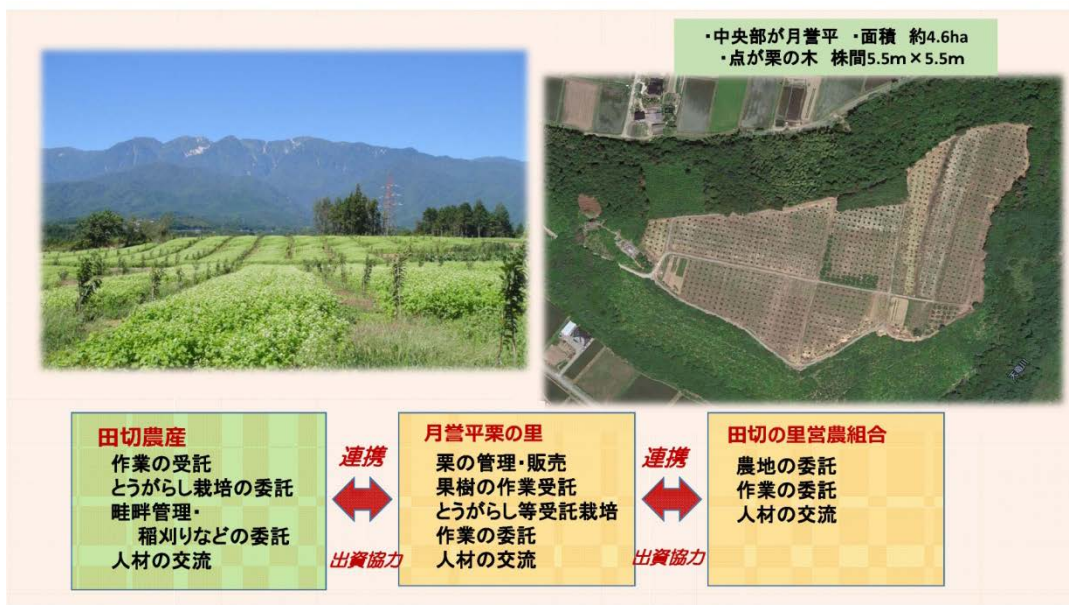 ・中央部が月誉平 ・面積 約4.6ha
・点が栗の木 株間5.5m×5.5m
田切農産
作業の受託
とうがらし栽培の委託
畦畔管理・
稲刈りなどの委託
人材の交流
連携
出資協力
月誉平栗の里
栗の管理・販売
果樹の作業受託
とうがらし等受託栽培
作業の委託
人材の交流
連携
出資協力
田切の里営農組合
農地の委託
作業の委託
人材の交流